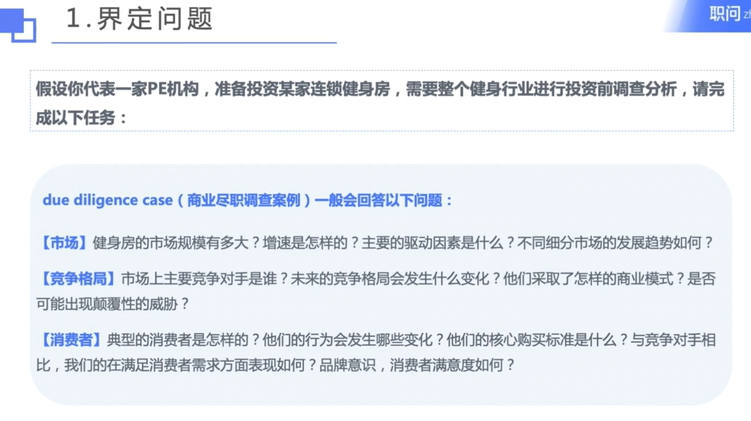 1.界定问题
职问 zh
假设你代表一家PE机构，准备投资某家连锁健身房，需要整个健身行业进行投资前调查分析，请完
成以下任务：
due diligence case（商业尽职调查案例）一般会回答以下问题：
【市场】健身房的市场规模有多大？增速是怎样的？主要的驱动因素是什么？不同细分市场的发展趋势如何？
【竞争格局】市场上主要竞争对手是谁？未来的竞争格局会发生什么变化？他们采取了怎样的商业模式？是否
可能出现颠覆性的威胁？
【消费者】典型的消费者是怎样的？他们的行为会发生哪些变化？他们的核心购买标准是什么？与竞争对手相
比，我们的在满足消费者需求方面表现如何？品牌意识，消费者满意度如何？